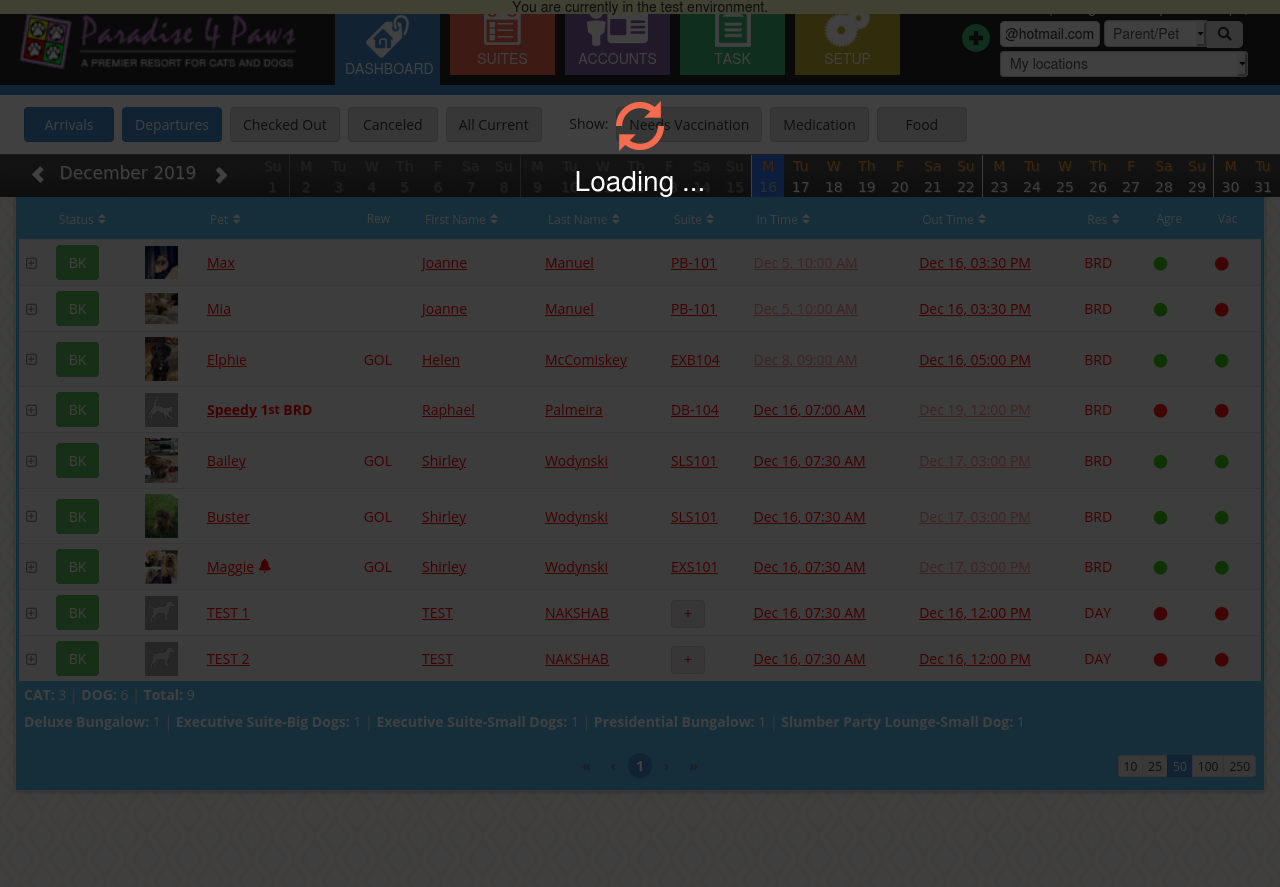 You are currently in the test environment.
Paradise 4 Paws
A PREMIER RESORT FOR CATS AND DOGS
DASHBOARD SUITES ACCOUNTS TASK SETUP
@hotmail.com Parent/Pet
My locations
Arrivals Departures Checked Out Canceled All Current Show: Needs Vaccination Medication Food
December 2019
Su M Tu W Th F Sa Su M Tu W Th F Sa Su M Tu W Th F Sa Su M Tu W Th F Sa Su M Tu
1 2 3 4 5 6 7 8 9 15 16 17 18 19 20 21 22 23 24 25 26 27 28 29 30 31
Loading ...
Status Pet Rew First Name Last Name Suite In Time Out Time Res Agre Vac
BK Max Joanne Manuel PB-101 Dec 5, 10:00 AM Dec 16, 03:30 PM BRD
BK Mia Joanne Manuel PB-101 Dec 5, 10:00 AM Dec 16, 03:30 PM BRD
BK Elphie GOL Helen McComiskey EXB104 Dec 8, 09:00 AM Dec 16, 05:00 PM BRD
BK Speedy 1st BRD Raphael Palmeira DB-104 Dec 16, 07:00 AM Dec 19, 12:00 PM BRD
BK Bailey GOL Shirley Wodynski SLS101 Dec 16, 07:30 AM Dec 17, 03:00 PM BRD
BK Buster GOL Shirley Wodynski SLS101 Dec 16, 07:30 AM Dec 17, 03:00 PM BRD
BK Maggie GOL Shirley Wodynski EXS101 Dec 16, 07:30 AM Dec 17, 03:00 PM BRD
BK TEST 1 TEST NAKSHAB + Dec 16, 07:30 AM Dec 16, 12:00 PM DAY
BK TEST 2 TEST NAKSHAB + Dec 16, 07:30 AM Dec 16, 12:00 PM DAY
CAT: 3 | DOG: 6 | Total: 9
Deluxe Bungalow: 1 | Executive Suite-Big Dogs: 1 | Executive Suite-Small Dogs: 1 | Presidential Bungalow: 1 | Slumber Party Lounge-Small Dog: 1
« ‹ 1 › » 10 25 50 100 250